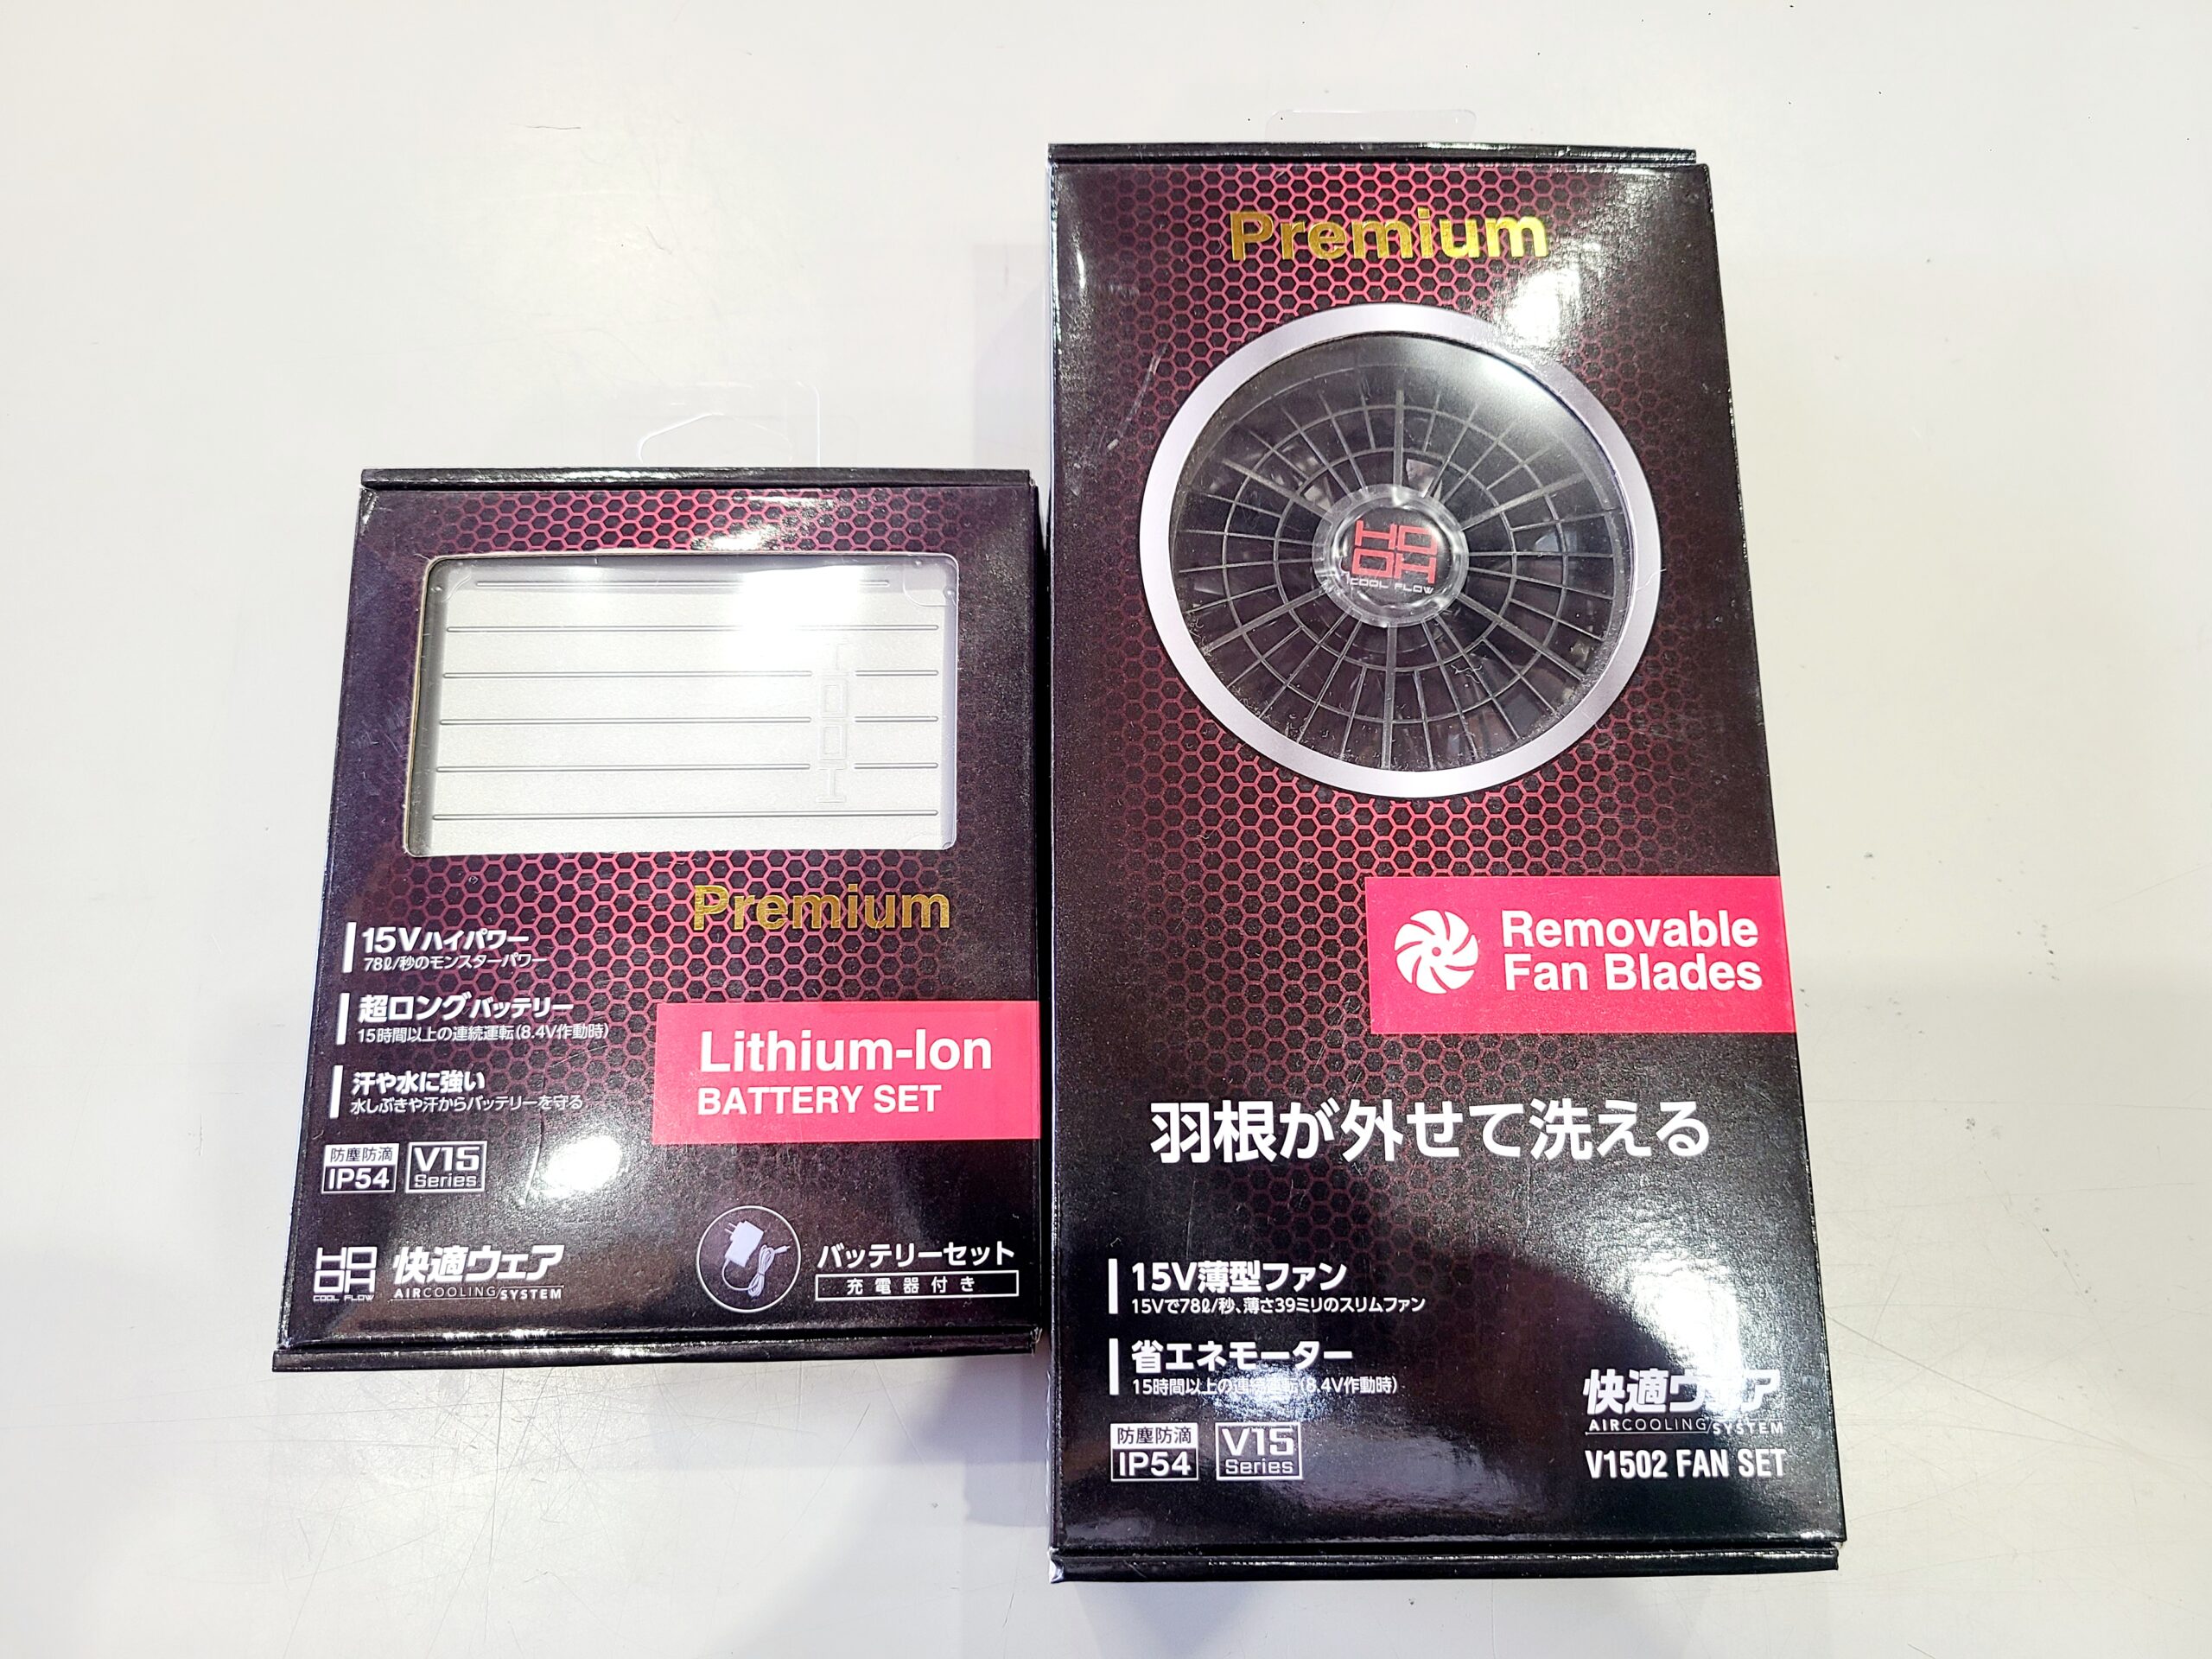 Premium
15Vハイパワー
78ℓ/秒のモンスターパワー
超ロングバッテリー
15時間以上の連続運転(8.4V作動時)
汗や水に強い
水しぶきや汗からバッテリーを守る
Lithium-Ion
BATTERY SET
防塵防滴
IP54
V15
Series
HOOH
COOL FLOW
快適ウェア
AIRCOOLING/SYSTEM
バッテリーセット
充電器付き
Premium
HOOH
COOL FLOW
Removable
Fan Blades
羽根が外せて洗える
15V薄型ファン
15Vで78ℓ/秒、薄さ39ミリのスリムファン
省エネモーター
15時間以上の連続運転(8.4V作動時)
防塵防滴
IP54
V15
Series
快適ウェア
AIRCOOLING/SYSTEM
V1502 FAN SET